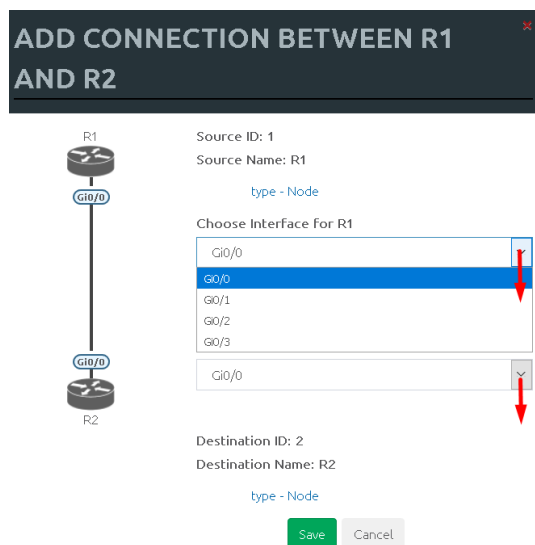 ADD CONNECTION BETWEEN R1
AND R2
×
R1
Gi0/0
Gi0/0
R2
Source ID: 1
Source Name: R1
type - Node
Choose Interface for R1
Gi0/0
Gi0/0
Gi0/1
Gi0/2
Gi0/3
Gi0/0
Destination ID: 2
Destination Name: R2
type - Node
Save Cancel